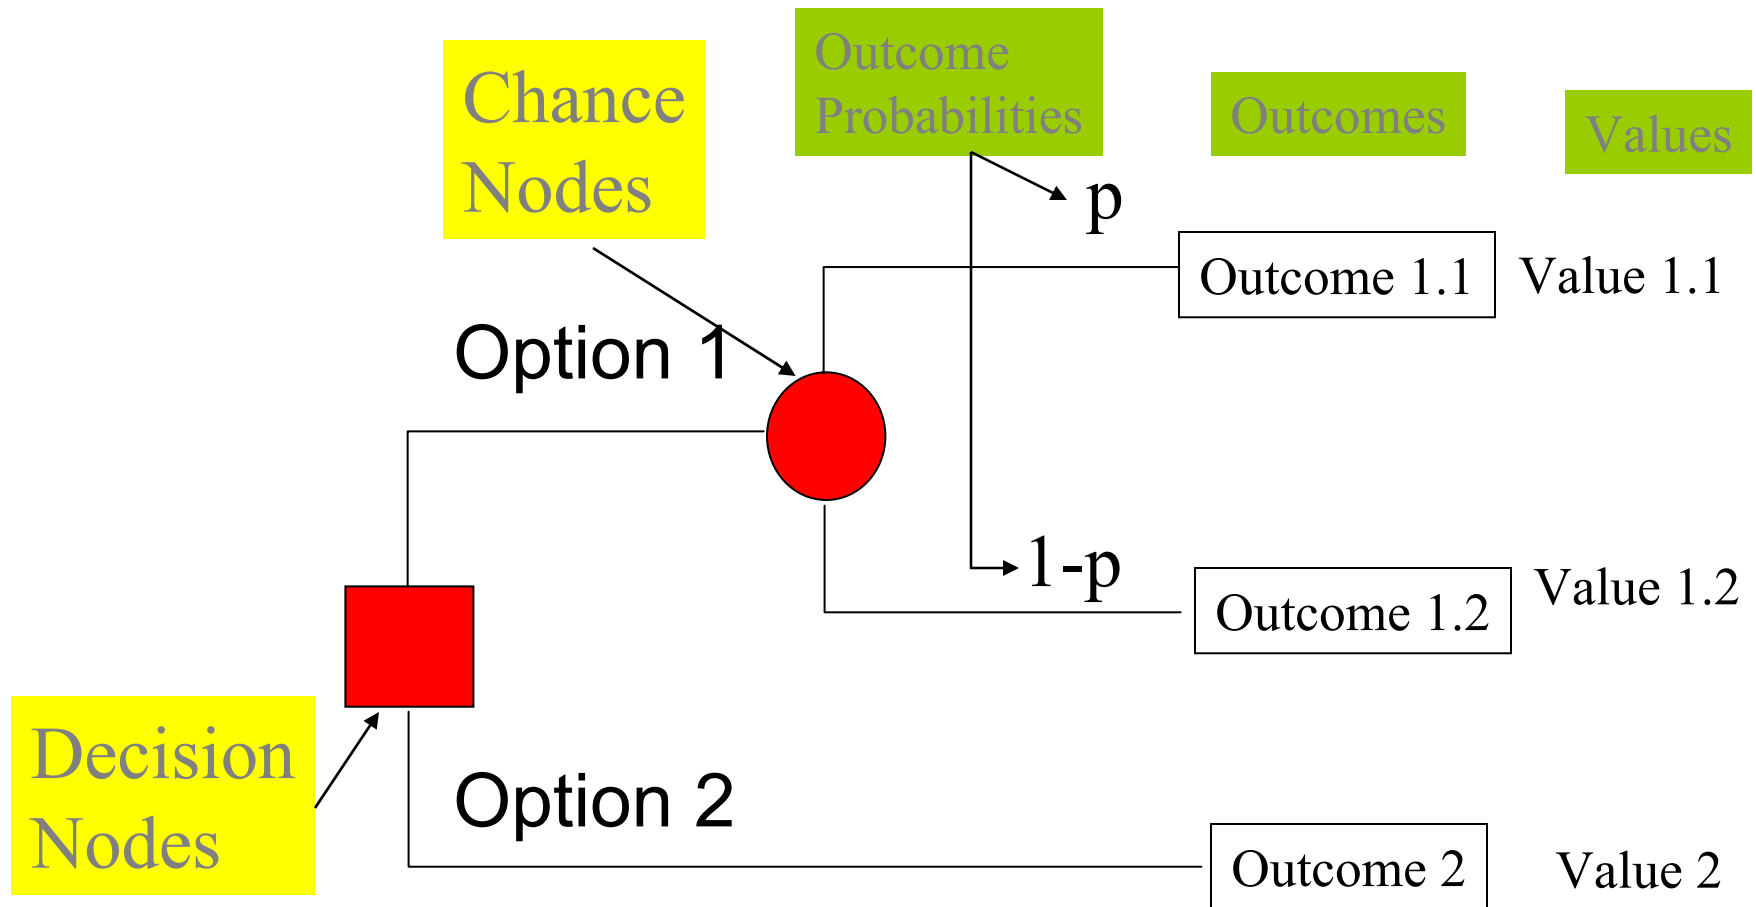 Chance
Nodes
Outcome
Probabilities
Outcomes
Values
p
Outcome 1.1
Value 1.1
Option 1
1-p
Outcome 1.2
Value 1.2
Decision
Nodes
Option 2
Outcome 2
Value 2